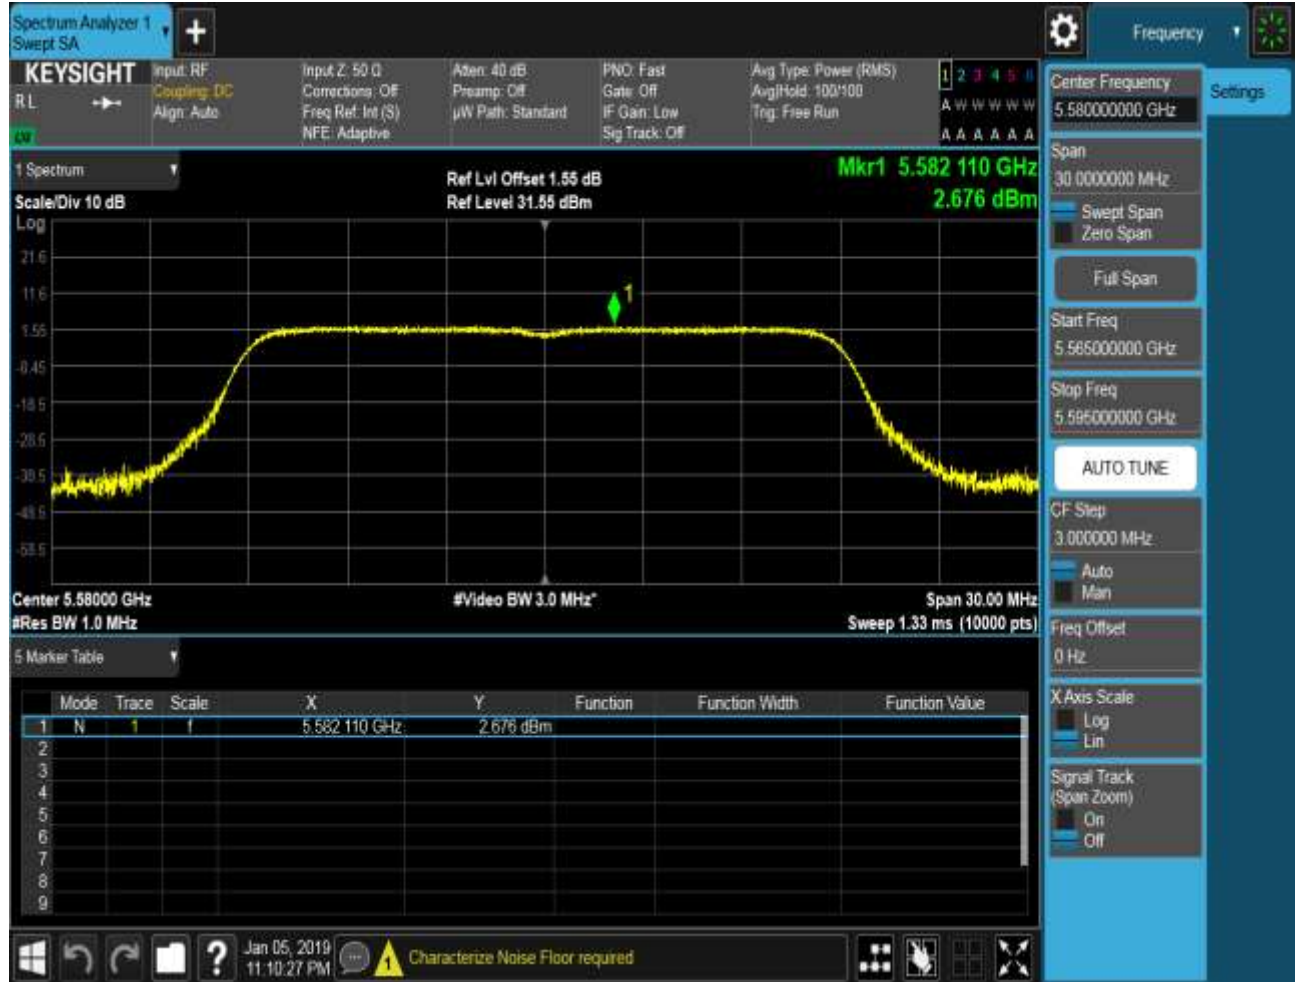 Spectrum Analyzer 1
Swept SA
Frequency
KEYSIGHT
R L
Input: RF
Coupling: DC
Align: Auto
Input Z: 50 Ω
Corrections: Off
Freq Ref: Int (S)
NFE: Adaptive
Atten: 40 dB
Preamp: Off
µW Path: Standard
PNO: Fast
Gate: Off
IF Gain: Low
Sig Track: Off
Avg Type: Power (RMS)
Avg|Hold: 100/100
Trig: Free Run
1 2 3 4 5 6
A W W W W W
A A A A A A
1 Spectrum
Scale/Div 10 dB
Ref Lvl Offset 1.55 dB
Ref Level 31.55 dBm
Mkr1 5.582 110 GHz
2.676 dBm
Log
21.6
11.6
1.55
-8.45
-18.5
-28.5
-38.5
-48.5
-58.5
1
Center 5.58000 GHz
#Video BW 3.0 MHz*
Span 30.00 MHz
#Res BW 1.0 MHz
Sweep 1.33 ms (10000 pts)
5 Marker Table
Mode Trace Scale X Y Function Function Width Function Value
1 N 1 f 5.582 110 GHz 2.676 dBm
2
3
4
5
6
7
8
9
Center Frequency
5.580000000 GHz
Settings
Span
30.0000000 MHz
Swept Span
Zero Span
Full Span
Start Freq
5.565000000 GHz
Stop Freq
5.595000000 GHz
AUTO TUNE
CF Step
3.000000 MHz
Auto
Man
Freq Offset
0 Hz
X Axis Scale
Log
Lin
Signal Track
(Span Zoom)
On
Off
?
Jan 05, 2019
11:10:27 PM
1
Characterize Noise Floor required